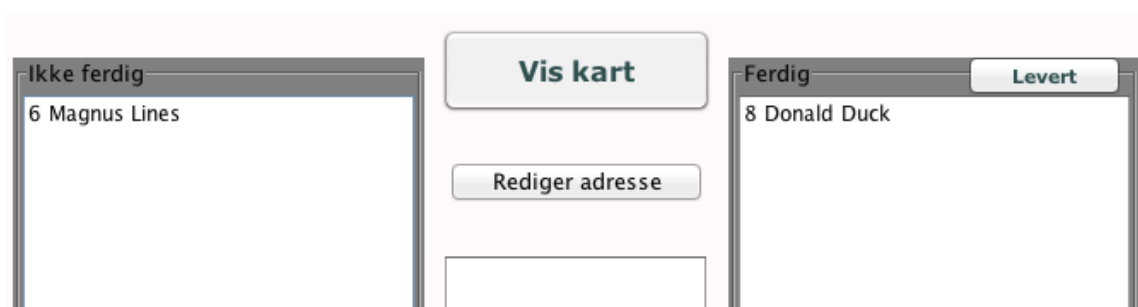 Ikke ferdig
6 Magnus Lines
Vis kart
Rediger adresse
Ferdig
Levert
8 Donald Duck